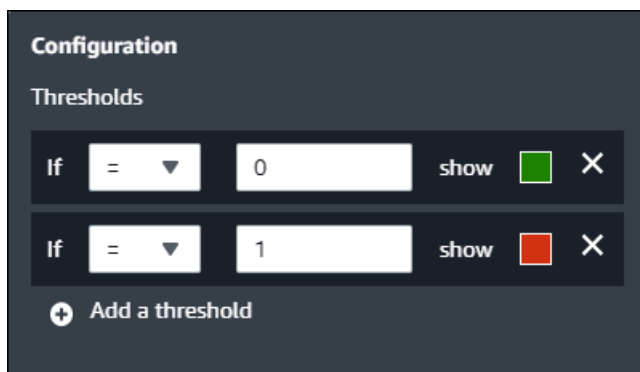 Configuration
Thresholds
If = 0 show
If = 1 show
Add a threshold